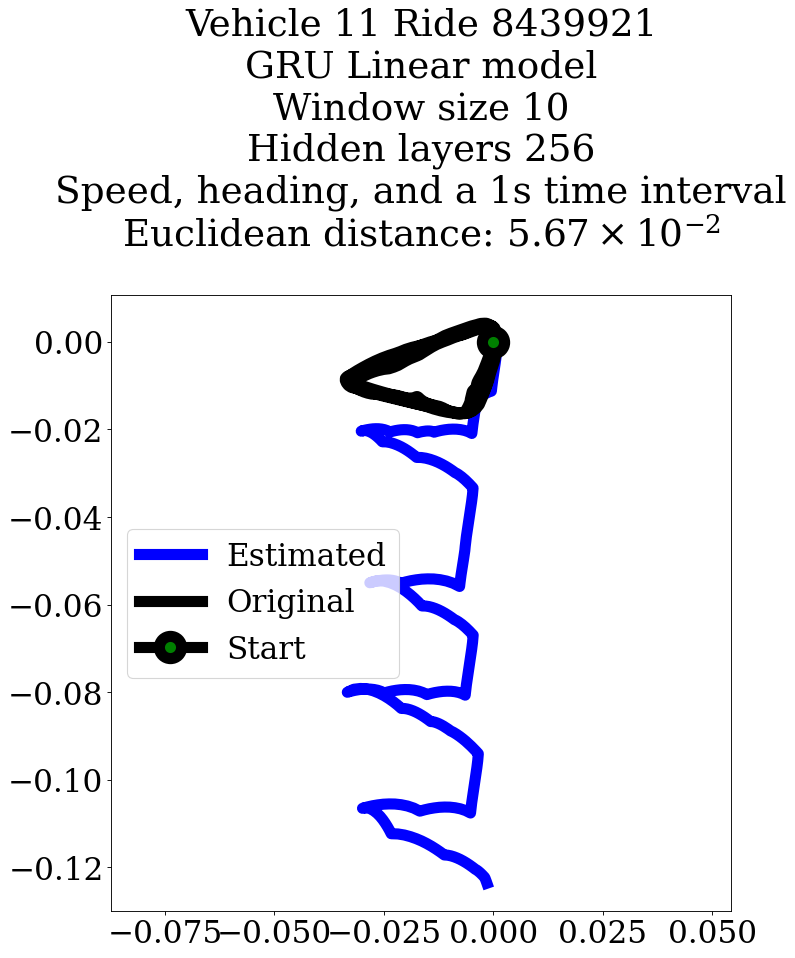 Vehicle 11 Ride 8439921
GRU Linear model
Window size 10
Hidden layers 256
Speed, heading, and a 1s time interval
Euclidean distance: 5.67 × 10⁻²
0.00
−0.02
−0.04
−0.06
−0.08
−0.10
−0.12
Estimated
Original
Start
−0.075 −0.050 −0.025 0.000 0.025 0.050